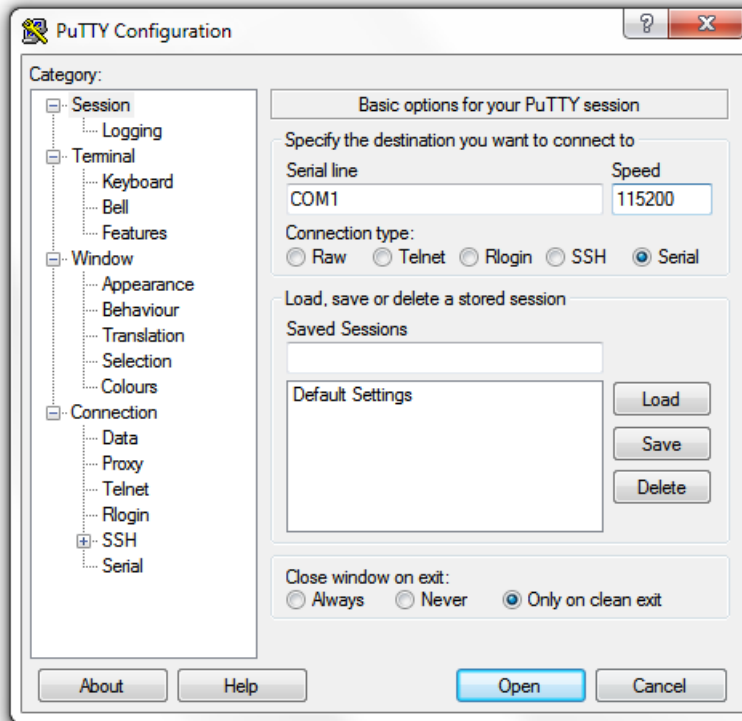 PuTTY Configuration
Category:
Session
Logging
Terminal
Keyboard
Bell
Features
Window
Appearance
Behaviour
Translation
Selection
Colours
Connection
Data
Proxy
Telnet
Rlogin
SSH
Serial
Basic options for your PuTTY session
Specify the destination you want to connect to
Serial line Speed
COM1 115200
Connection type:
Raw Telnet Rlogin SSH Serial
Load, save or delete a stored session
Saved Sessions
Default Settings
Load
Save
Delete
Close window on exit:
Always Never Only on clean exit
About Help Open Cancel